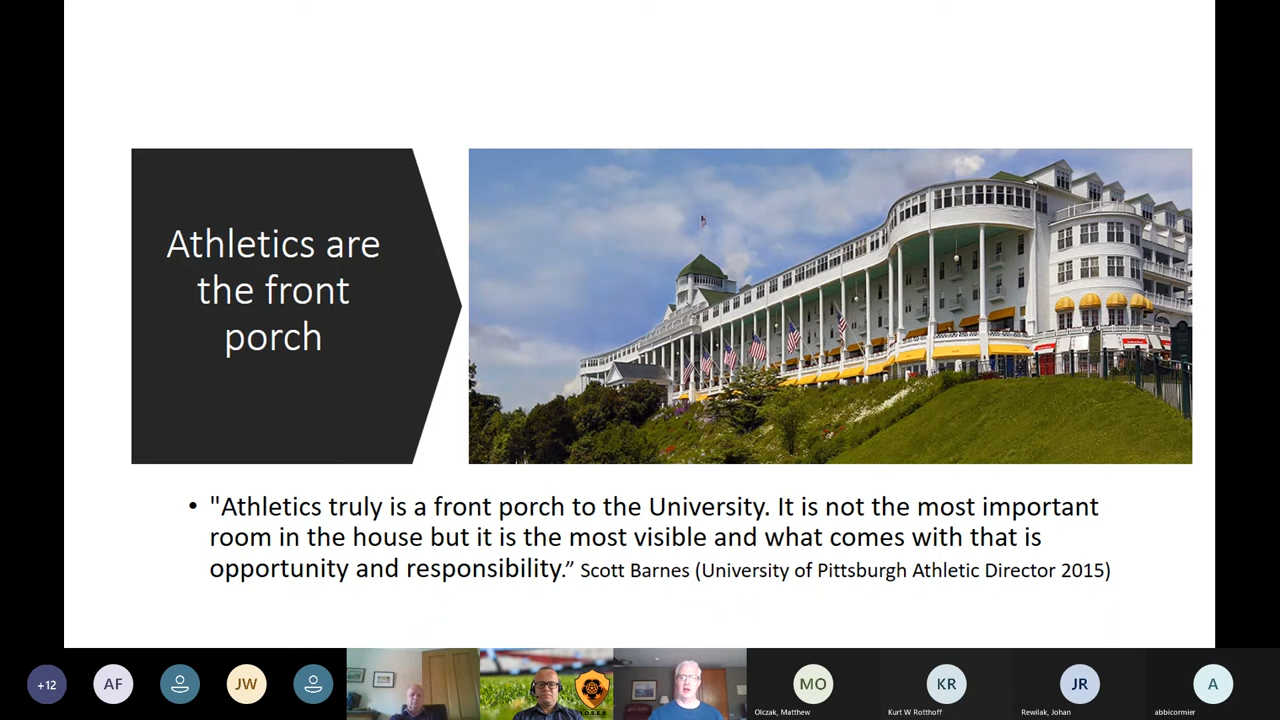 Athletics are
the front
porch
• "Athletics truly is a front porch to the University. It is not the most important
room in the house but it is the most visible and what comes with that is
opportunity and responsibility.” Scott Barnes (University of Pittsburgh Athletic Director 2015)
+12
AF
JW
MO
KR
JR
A
Olczak, Matthew
Kurt W Rotthoff
Rewilak, Johan
abbicormier